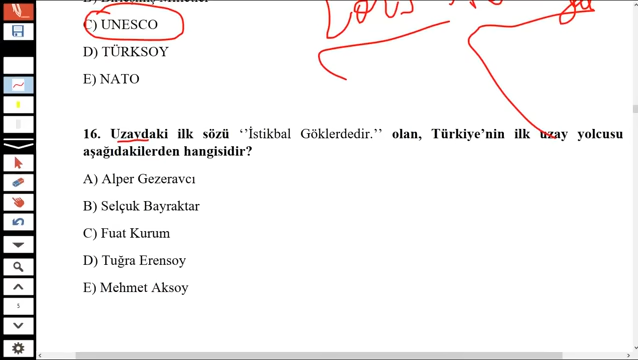 C) UNESCO
D) TÜRKSOY
E) NATO
16. Uzaydaki ilk sözü ‘’İstikbal Göklerdedir.’’ olan, Türkiye’nin ilk uzay yolcusu
aşağıdakilerden hangisidir?
A) Alper Gezeravcı
B) Selçuk Bayraktar
C) Fuat Kurum
D) Tuğra Erensoy
E) Mehmet Aksoy
5